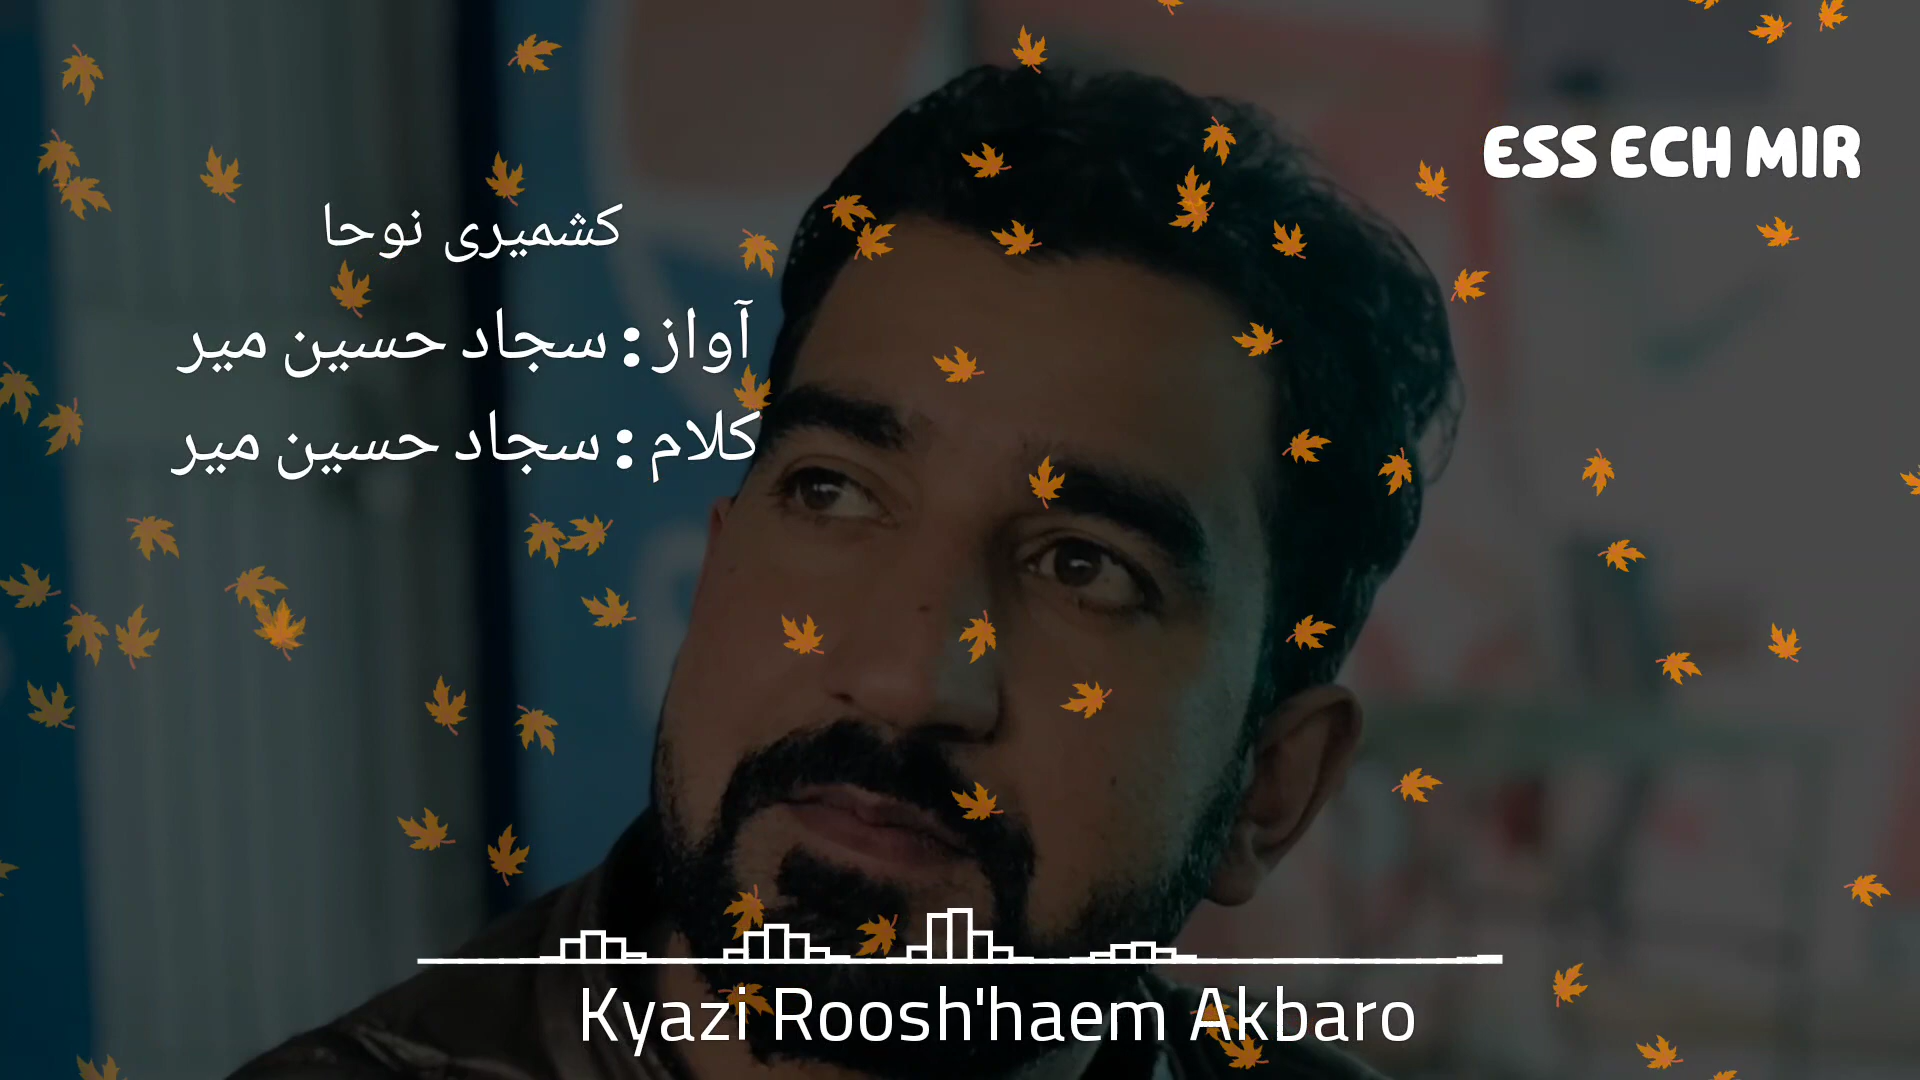 ESS ECH MIR
کشمیری نوحا
آواز : سجاد حسین میر
کلام : سجاد حسین میر
Kyazi Roosh'haem Akbaro